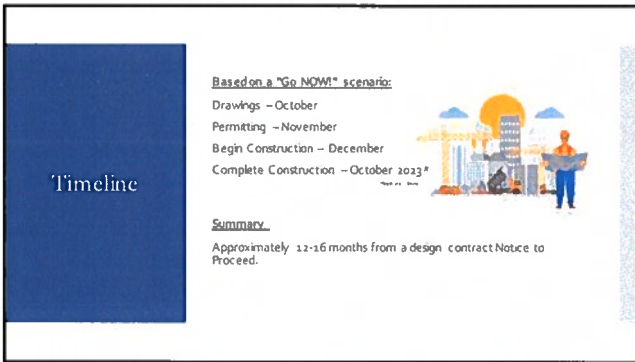 Timeline
Based on a "Go NOW!" scenario:
Drawings – October
Permitting – November
Begin Construction – December
Complete Construction – October 2023*
Summary
Approximately 12-16 months from a design contract Notice to
Proceed.